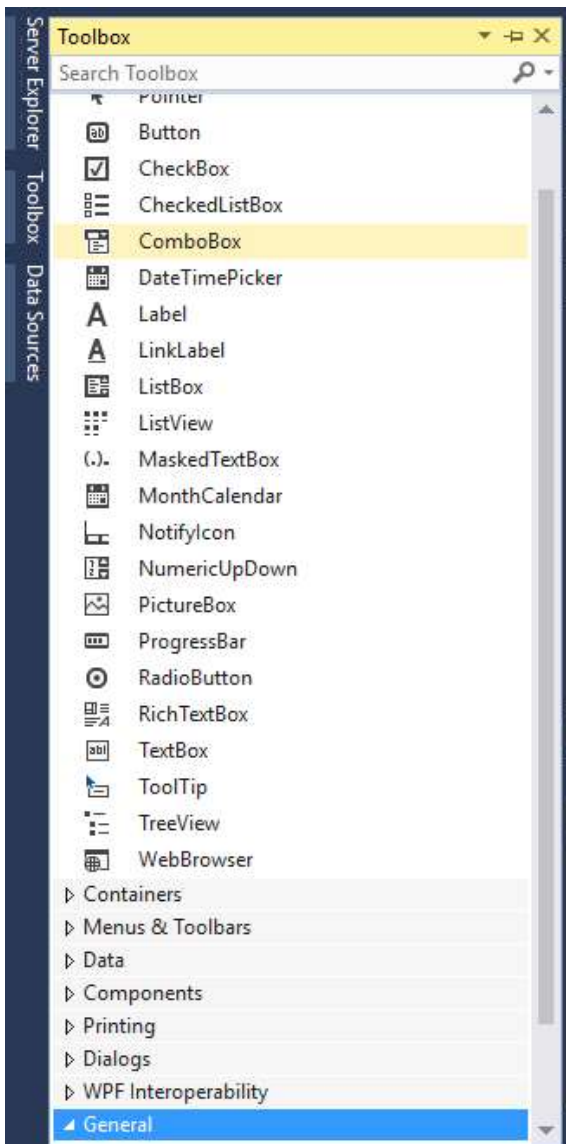 Server Explorer
Toolbox
Data Sources
Toolbox
Search Toolbox
Pointer
Button
CheckBox
CheckedListBox
ComboBox
DateTimePicker
Label
LinkLabel
ListBox
ListView
MaskedTextBox
MonthCalendar
NotifyIcon
NumericUpDown
PictureBox
ProgressBar
RadioButton
RichTextBox
TextBox
ToolTip
TreeView
WebBrowser
Containers
Menus & Toolbars
Data
Components
Printing
Dialogs
WPF Interoperability
General